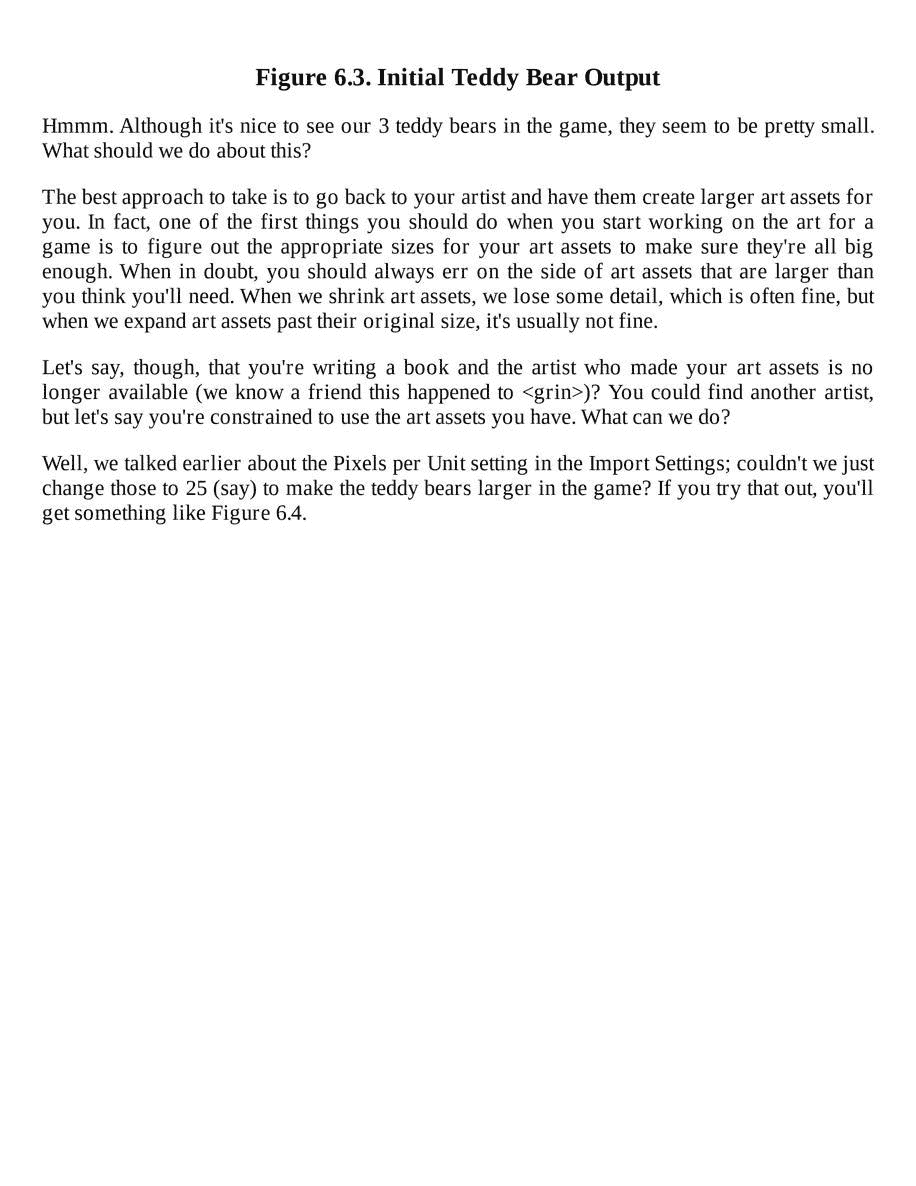 Figure 6.3. Initial Teddy Bear Output
Hmmm. Although it's nice to see our 3 teddy bears in the game, they seem to be pretty small.
What should we do about this?
The best approach to take is to go back to your artist and have them create larger art assets for
you. In fact, one of the first things you should do when you start working on the art for a
game is to figure out the appropriate sizes for your art assets to make sure they're all big
enough. When in doubt, you should always err on the side of art assets that are larger than
you think you'll need. When we shrink art assets, we lose some detail, which is often fine, but
when we expand art assets past their original size, it's usually not fine.
Let's say, though, that you're writing a book and the artist who made your art assets is no
longer available (we know a friend this happened to <grin>)? You could find another artist,
but let's say you're constrained to use the art assets you have. What can we do?
Well, we talked earlier about the Pixels per Unit setting in the Import Settings; couldn't we just
change those to 25 (say) to make the teddy bears larger in the game? If you try that out, you'll
get something like Figure 6.4.